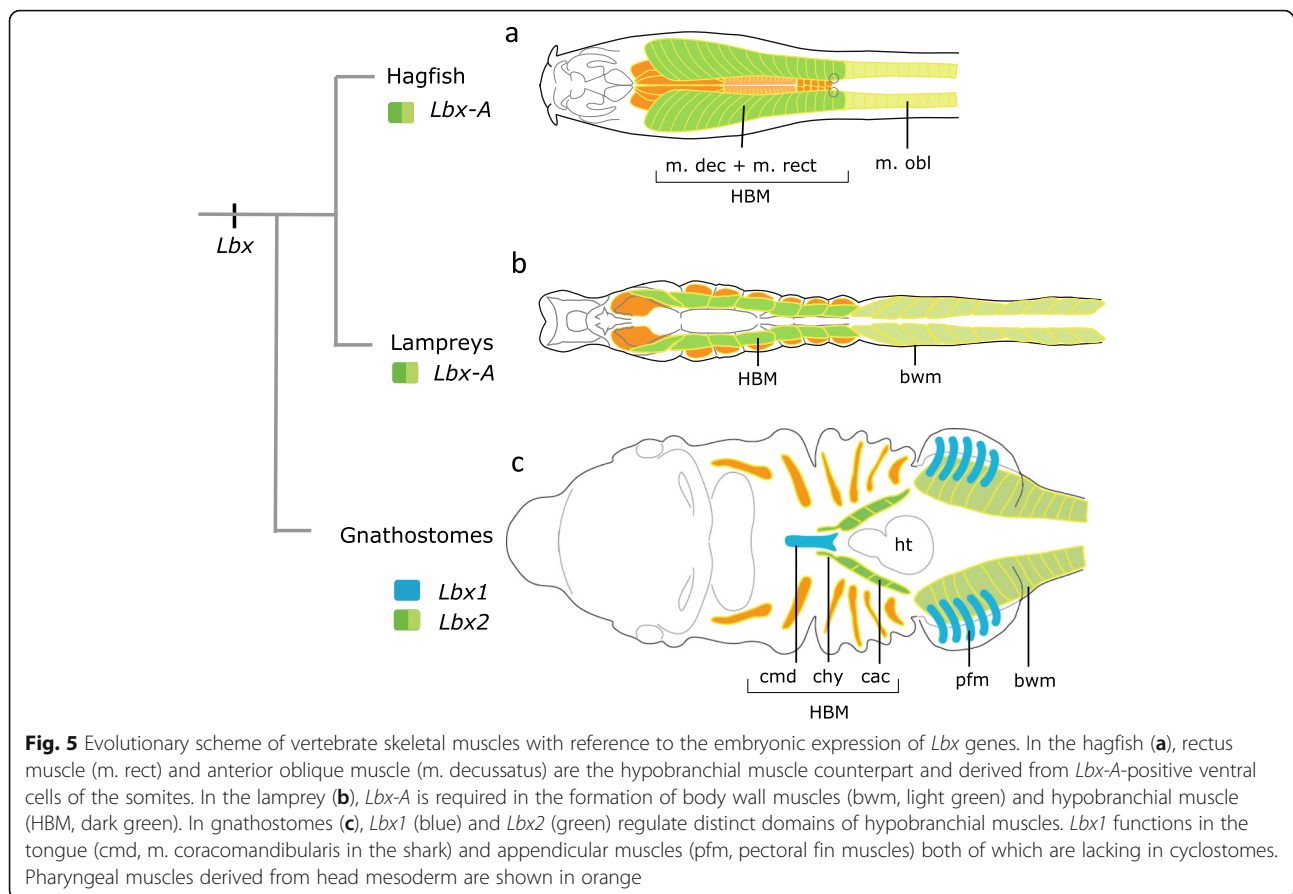 a
Hagfish
Lbx-A
m. dec + m. rect
m. obl
HBM
Lbx
b
Lampreys
Lbx-A
HBM
bwm
c
Gnathostomes
Lbx1
Lbx2
ht
cmd chy cac
pfm bwm
HBM
Fig. 5 Evolutionary scheme of vertebrate skeletal muscles with reference to the embryonic expression of Lbx genes. In the hagfish (a), rectus
muscle (m. rect) and anterior oblique muscle (m. decussatus) are the hypobranchial muscle counterpart and derived from Lbx-A-positive ventral
cells of the somites. In the lamprey (b), Lbx-A is required in the formation of body wall muscles (bwm, light green) and hypobranchial muscle
(HBM, dark green). In gnathostomes (c), Lbx1 (blue) and Lbx2 (green) regulate distinct domains of hypobranchial muscles. Lbx1 functions in the
tongue (cmd, m. coracomandibularis in the shark) and appendicular muscles (pfm, pectoral fin muscles) both of which are lacking in cyclostomes.
Pharyngeal muscles derived from head mesoderm are shown in orange